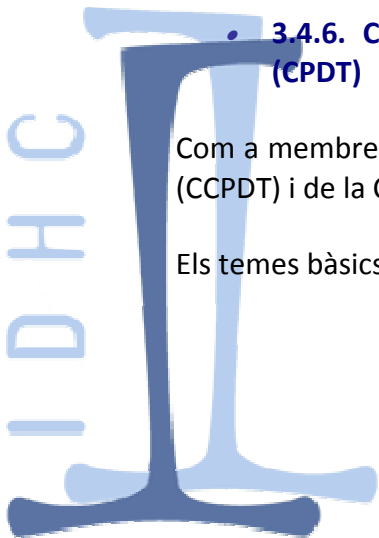 • 3.4.6. C
(CPDT)
Com a membre
(CCPDT) i de la
Els temes bàsics
IDHC